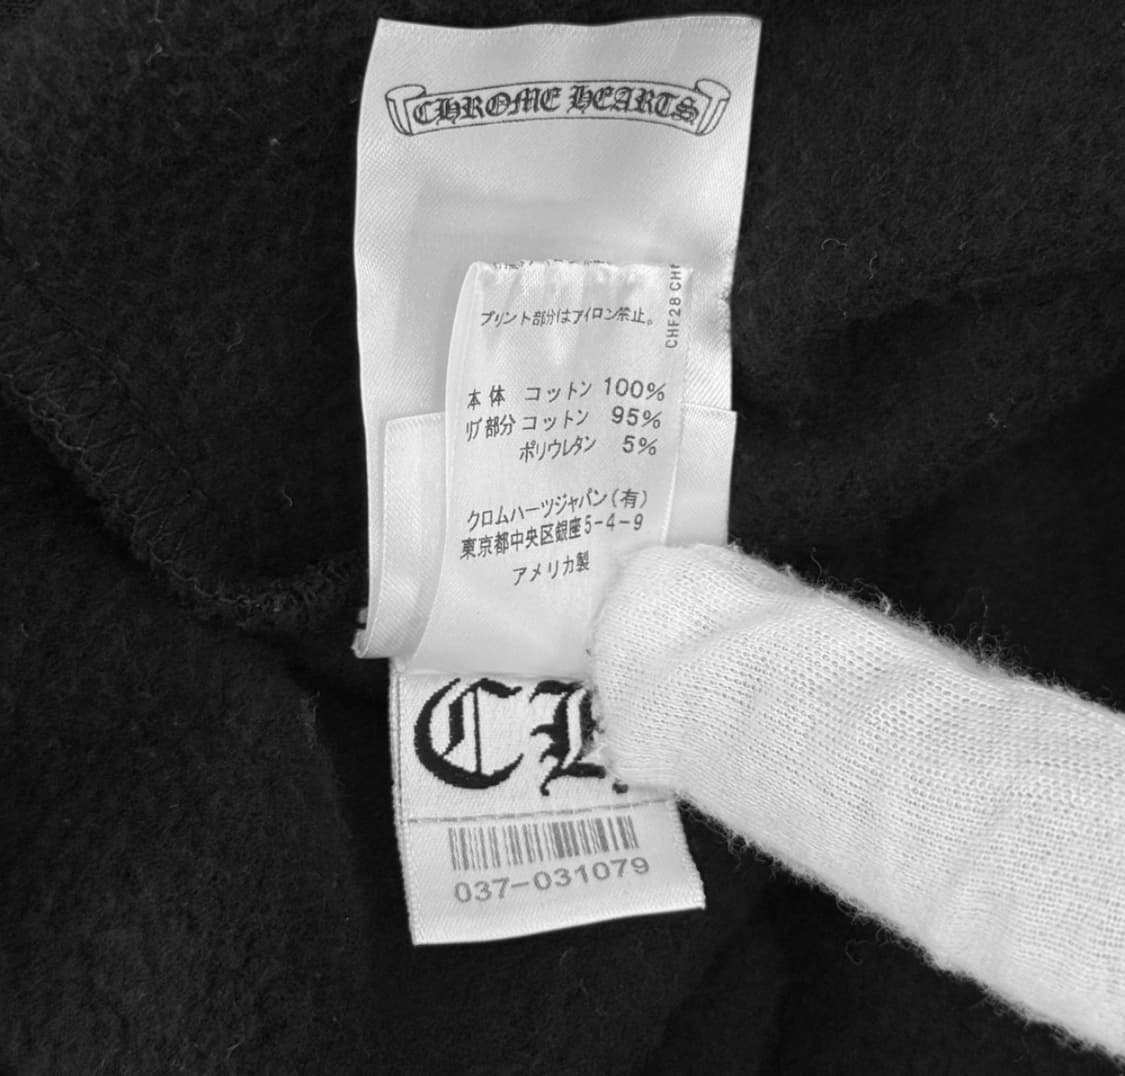 CHROME HEARTS
CHF28 CHF
プリント部分はアイロン禁止。
本体 コットン 100%
リブ部分 コットン 95%
ポリウレタン 5%
クロムハーツジャパン(有)
東京都中央区銀座5-4-9
アメリカ製
CH
037-031079